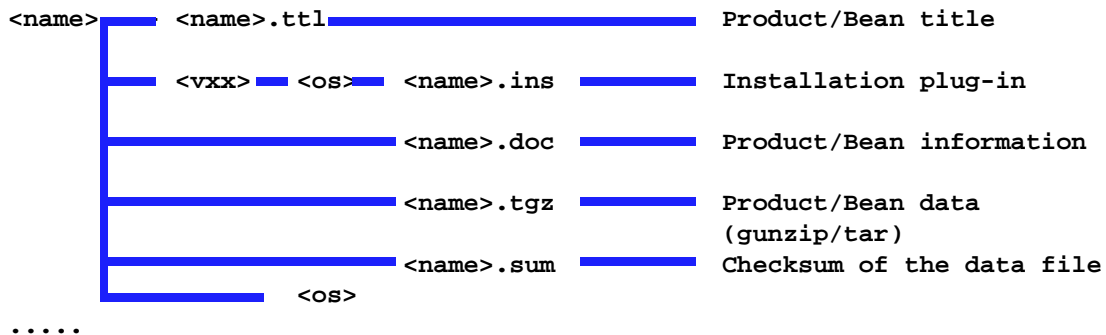 <name> <name>.ttl Product/Bean title
<vxx> <os> <name>.ins Installation plug-in
<name>.doc Product/Bean information
<name>.tgz Product/Bean data
(gunzip/tar)
<name>.sum Checksum of the data file
<os>
.....